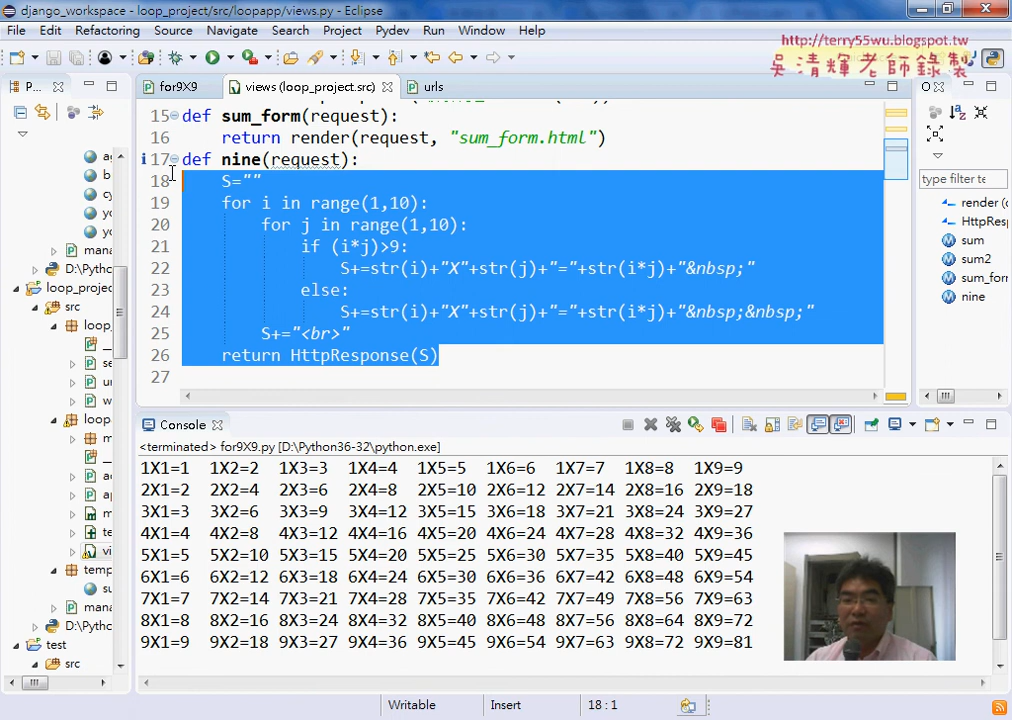 django_workspace - loop_project/src/loopapp/views.py - Eclipse
File Edit Refactoring Source Navigate Search Project Pydev Run Window Help
http://terry55wu.blogspot.tw
吳清輝老師錄製
P...
for9X9
views (loop_project.src)
urls
O
15 def sum_form(request):
16 return render(request, "sum_form.html")
17 def nine(request):
18 S=""
19 for i in range(1,10):
20 for j in range(1,10):
21 if (i*j)>9:
22 S+=str(i)+"X"+str(j)+"="+str(i*j)+"&nbsp;"
23 else:
24 S+=str(i)+"X"+str(j)+"="+str(i*j)+"&nbsp;&nbsp;"
25 S+="<br>"
26 return HttpResponse(S)
27
mana
D:\Pytho
loop_projec
src
loop_
se
ur
w
loop
m
ac
ap
m
te
vi
temp
su
mana
D:\Pytho
test
src
type filter te
render (d
HttpResp
sum
sum2
sum_for
nine
Console
<terminated> for9X9.py [D:\Python36-32\python.exe]
1X1=1 1X2=2 1X3=3 1X4=4 1X5=5 1X6=6 1X7=7 1X8=8 1X9=9
2X1=2 2X2=4 2X3=6 2X4=8 2X5=10 2X6=12 2X7=14 2X8=16 2X9=18
3X1=3 3X2=6 3X3=9 3X4=12 3X5=15 3X6=18 3X7=21 3X8=24 3X9=27
4X1=4 4X2=8 4X3=12 4X4=16 4X5=20 4X6=24 4X7=28 4X8=32 4X9=36
5X1=5 5X2=10 5X3=15 5X4=20 5X5=25 5X6=30 5X7=35 5X8=40 5X9=45
6X1=6 6X2=12 6X3=18 6X4=24 6X5=30 6X6=36 6X7=42 6X8=48 6X9=54
7X1=7 7X2=14 7X3=21 7X4=28 7X5=35 7X6=42 7X7=49 7X8=56 7X9=63
8X1=8 8X2=16 8X3=24 8X4=32 8X5=40 8X6=48 8X7=56 8X8=64 8X9=72
9X1=9 9X2=18 9X3=27 9X4=36 9X5=45 9X6=54 9X7=63 9X8=72 9X9=81
Writable Insert 18 : 1